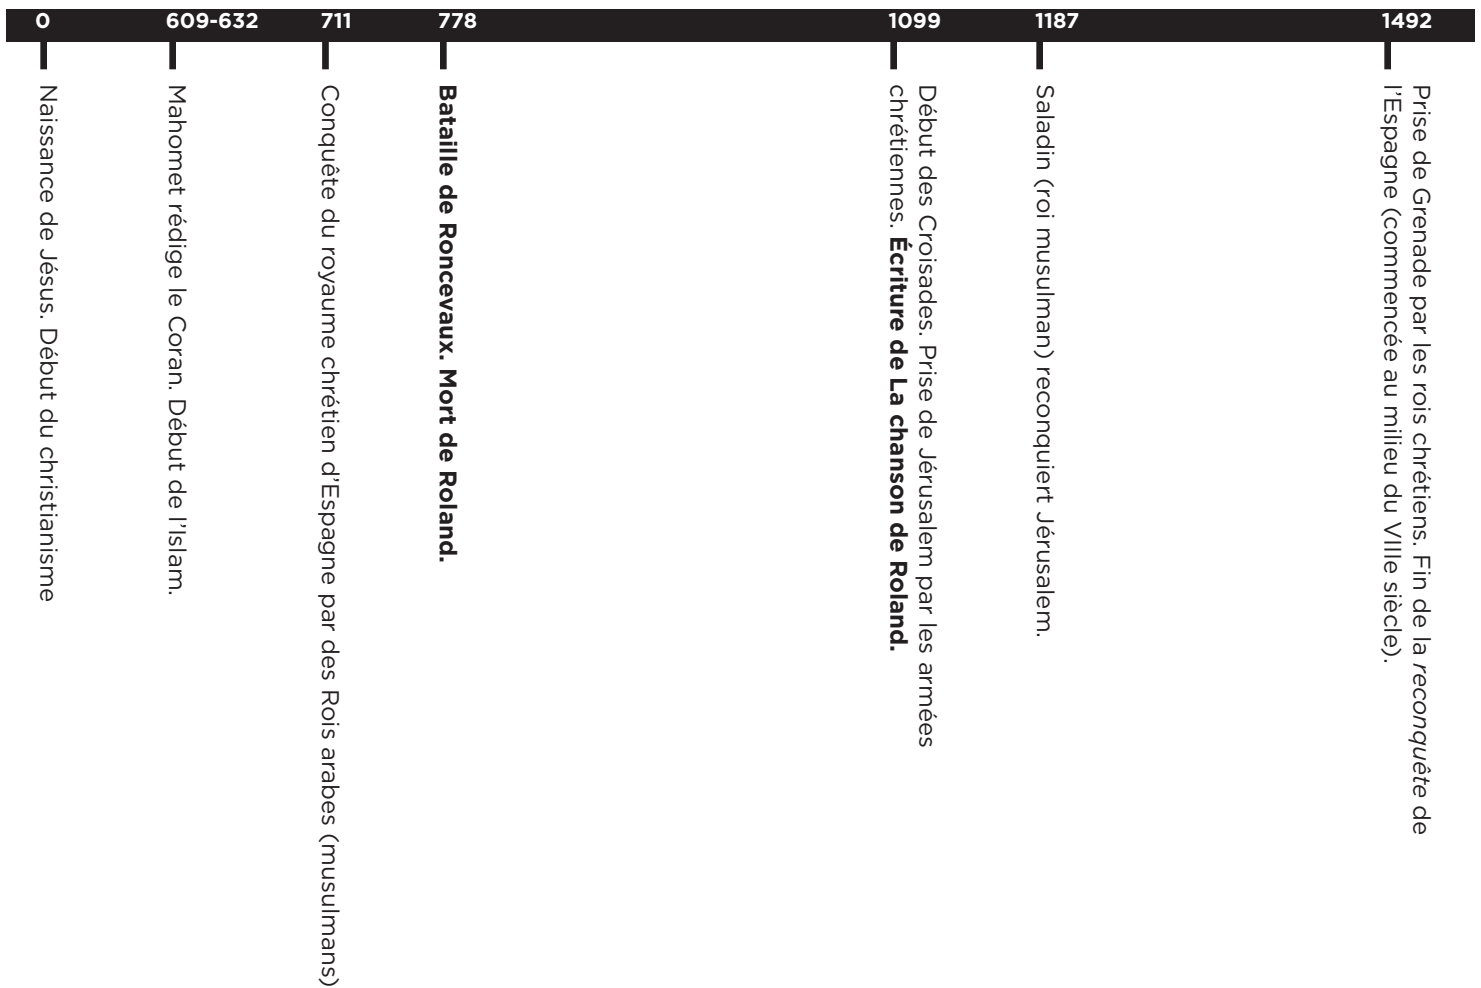 0
609-632
711
778
1099
1187
1492
Naissance de Jésus. Début du christianisme
Mahomet rédige le Coran. Début de l'Islam.
Conquête du royaume chrétien d'Espagne par des Rois arabes (musulmans)
Bataille de Roncevaux. Mort de Roland.
Début des Croisades. Prise de Jérusalem par les armées
chrétiennes. Écriture de La chanson de Roland.
Saladin (roi musulman) reconquiert Jérusalem.
Prise de Grenade par les rois chrétiens. Fin de la reconquête de
l'Espagne (commencée au milieu du VIIIe siècle).